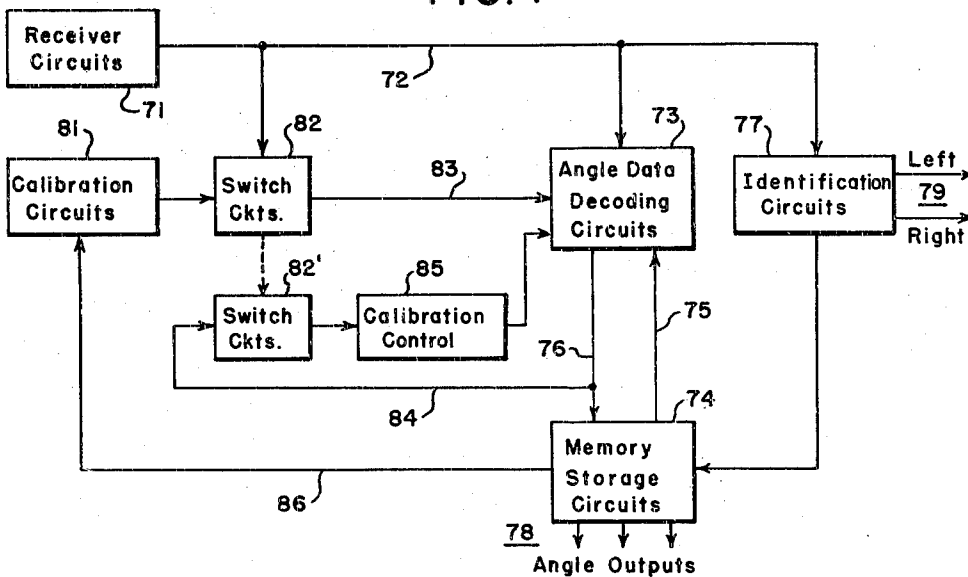 Receiver
Circuits
71
72
81
82
83
73
77
Calibration
Circuits
Switch
Ckts.
Angle Data
Decoding
Circuits
Identification
Circuits
Left
79
Right
82'
85
Switch
Ckts.
Calibration
Control
76
75
84
74
86
Memory
Storage
Circuits
78
Angle Outputs